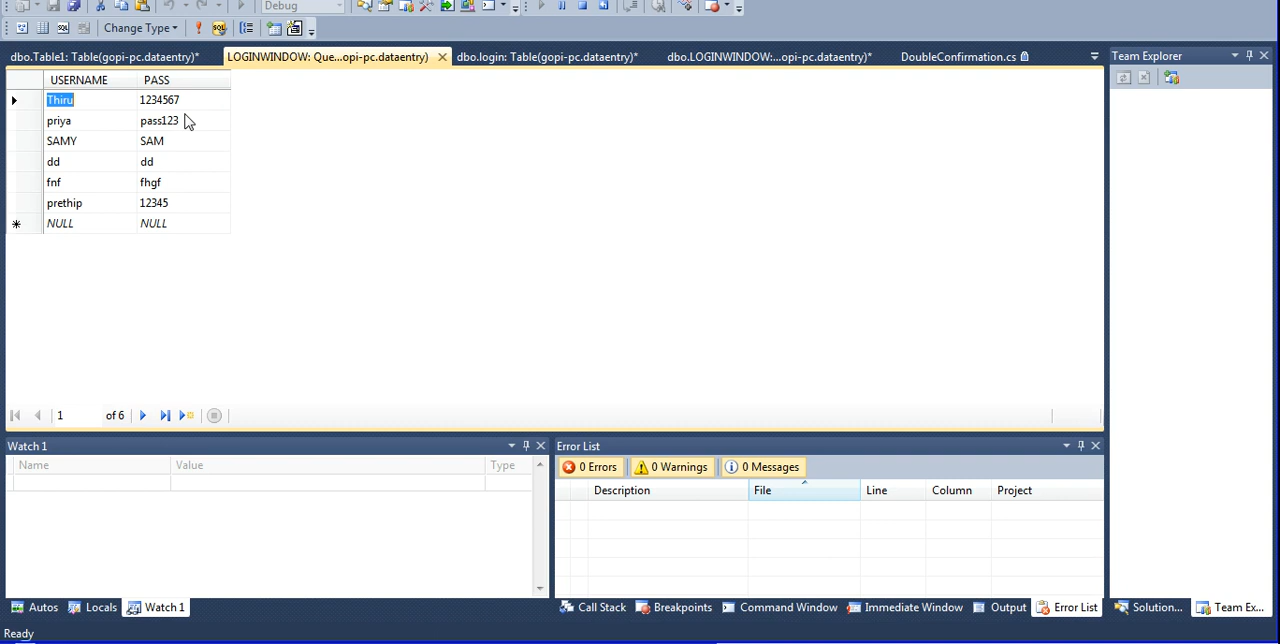 Debug
Change Type
dbo.Table1: Table(gopi-pc.dataentry)* LOGINWINDOW: Que...opi-pc.dataentry) dbo.login: Table(gopi-pc.dataentry)* dbo.LOGINWINDOW:...opi-pc.dataentry)* DoubleConfirmation.cs Team Explorer
USERNAME PASS
Thiru 1234567
priya pass123
SAMY SAM
dd dd
fnf fhgf
prethip 12345
NULL NULL
1 of 6
Watch 1 Error List
Name Value Type 0 Errors 0 Warnings 0 Messages
Description File Line Column Project
Autos Locals Watch 1 Call Stack Breakpoints Command Window Immediate Window Output Error List Solution... Team Ex...
Ready